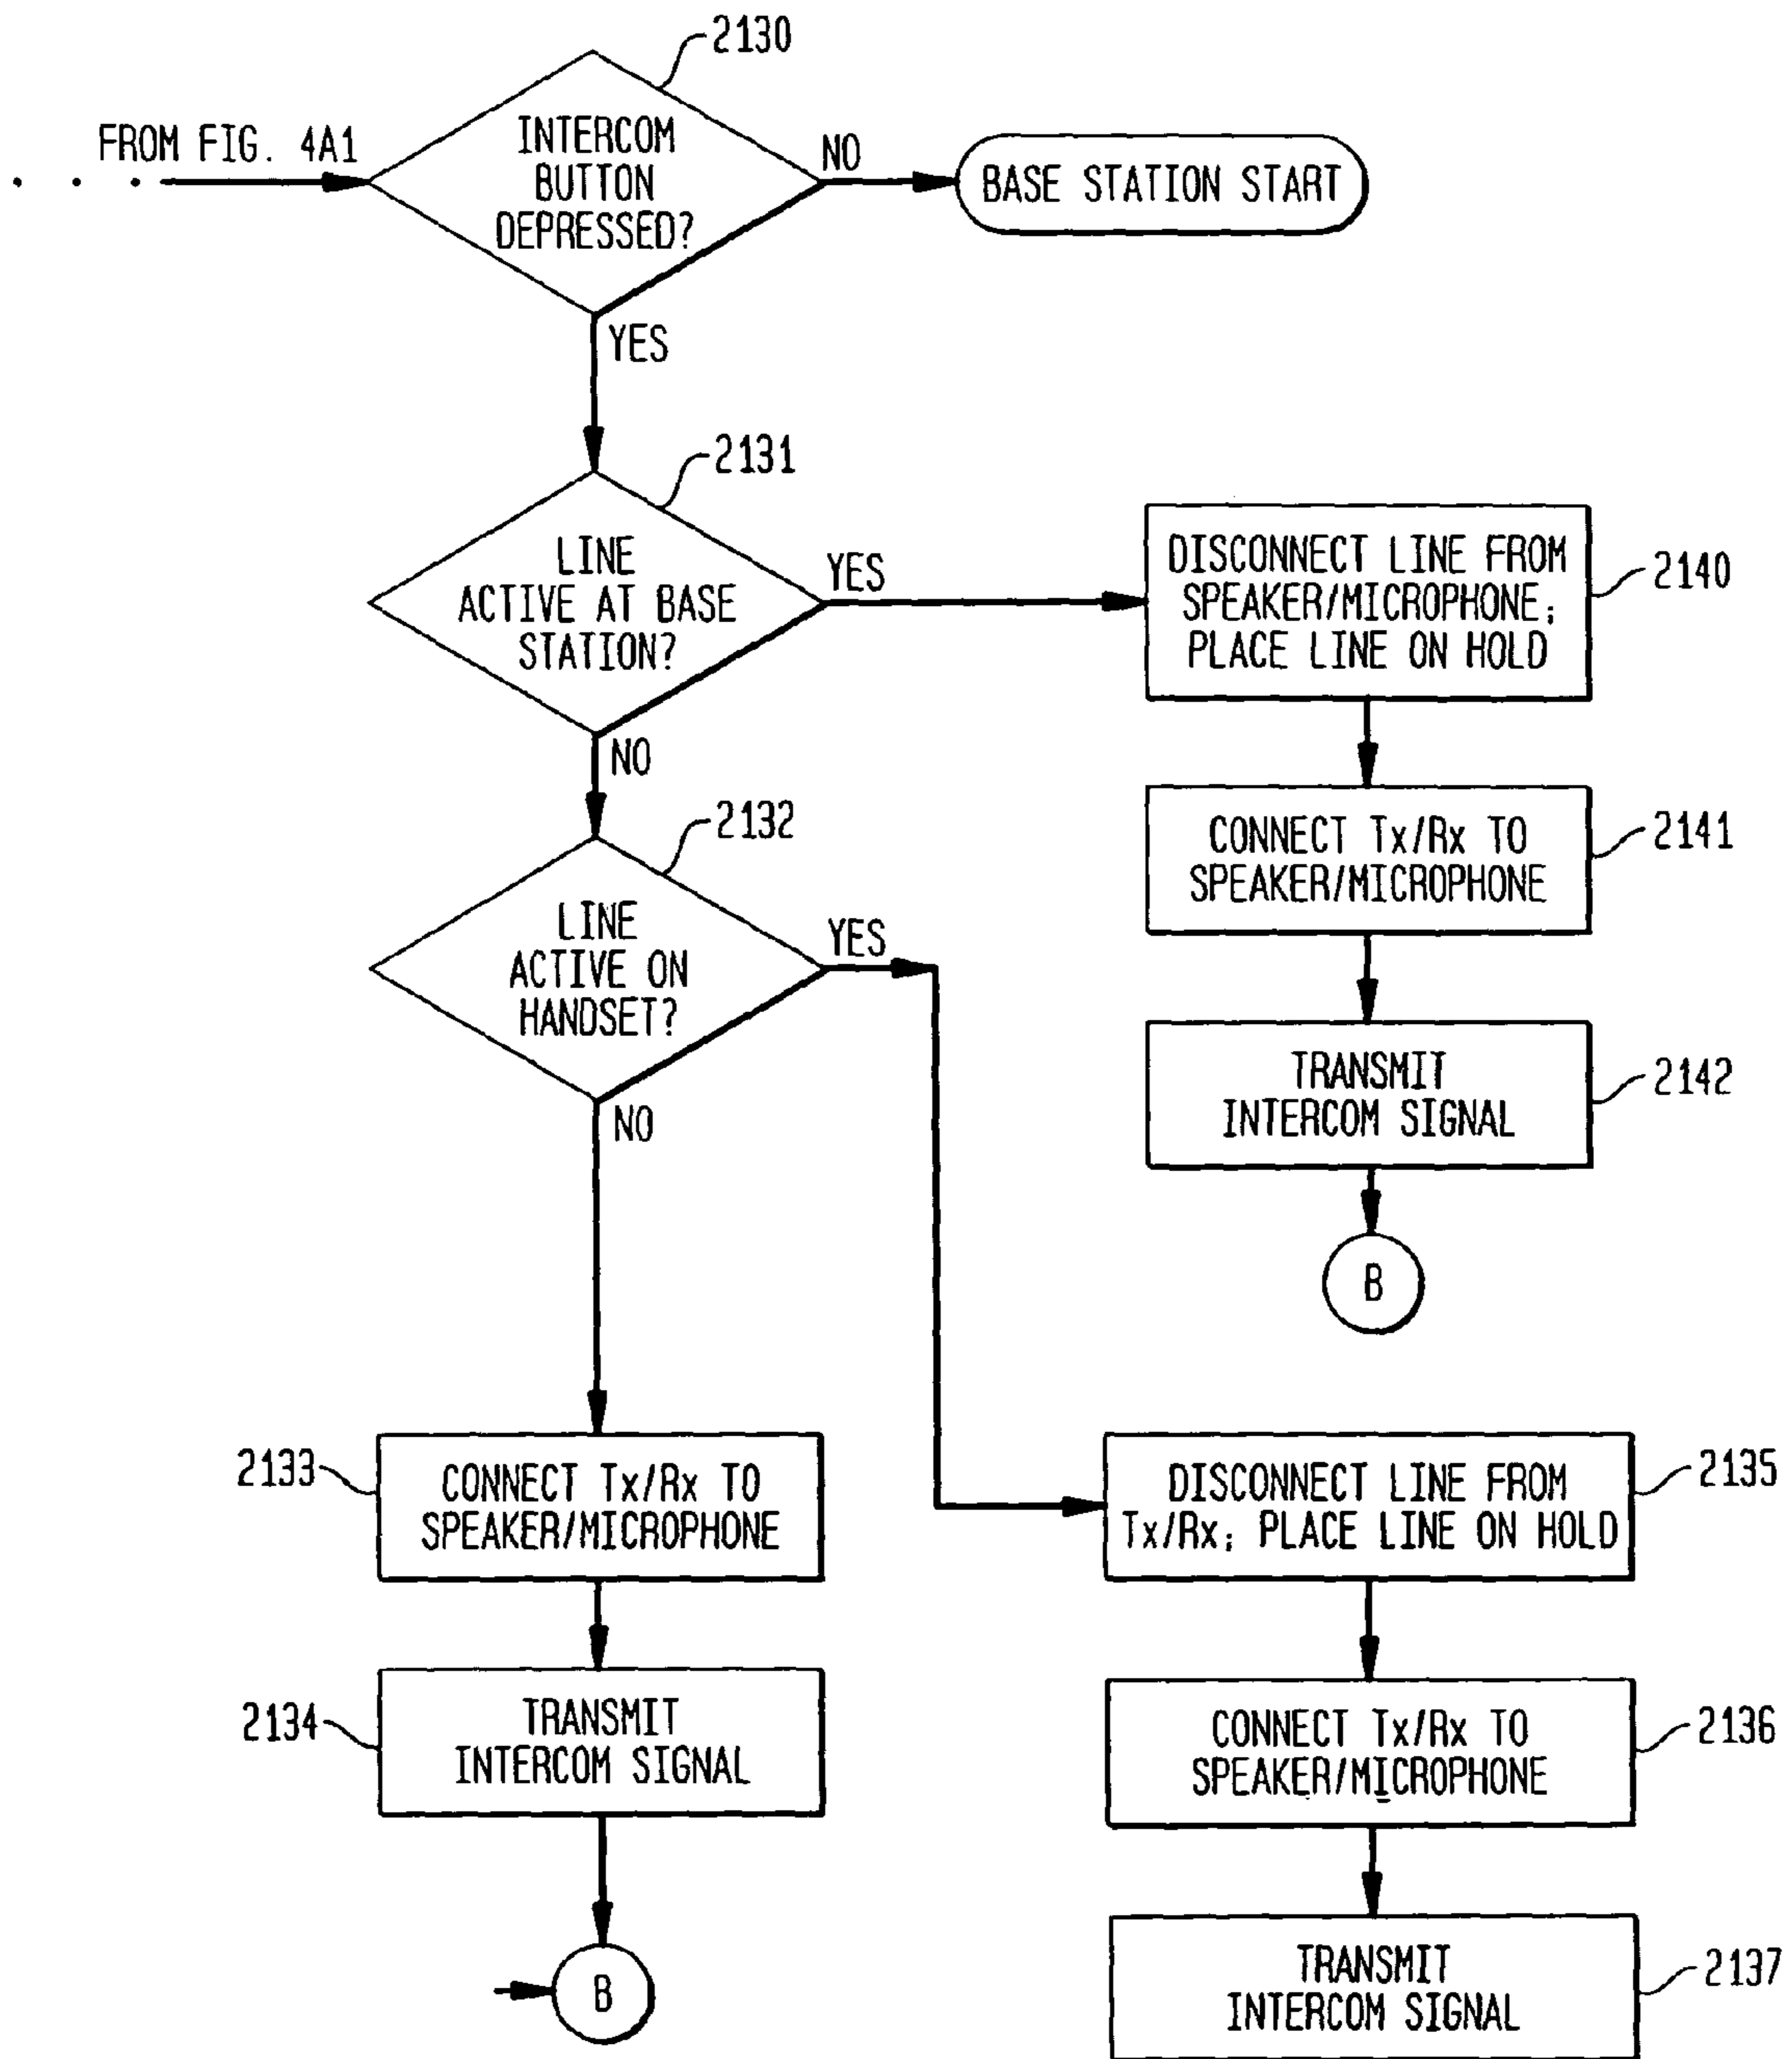 2130
FROM FIG. 4A1
INTERCOM
BUTTON
DEPRESSED?
NO
BASE STATION START
YES
2131
LINE
ACTIVE AT BASE
STATION?
YES
DISCONNECT LINE FROM
SPEAKER/MICROPHONE;
PLACE LINE ON HOLD
2140
NO
2132
CONNECT Tx/Rx TO
SPEAKER/MICROPHONE
2141
LINE
ACTIVE ON
HANDSET?
YES
TRANSMIT
INTERCOM SIGNAL
2142
NO
B
2133
CONNECT Tx/Rx TO
SPEAKER/MICROPHONE
DISCONNECT LINE FROM
Tx/Rx; PLACE LINE ON HOLD
2135
2134
TRANSMIT
INTERCOM SIGNAL
CONNECT Tx/Rx TO
SPEAKER/MICROPHONE
2136
B
TRANSMIT
INTERCOM SIGNAL
2137